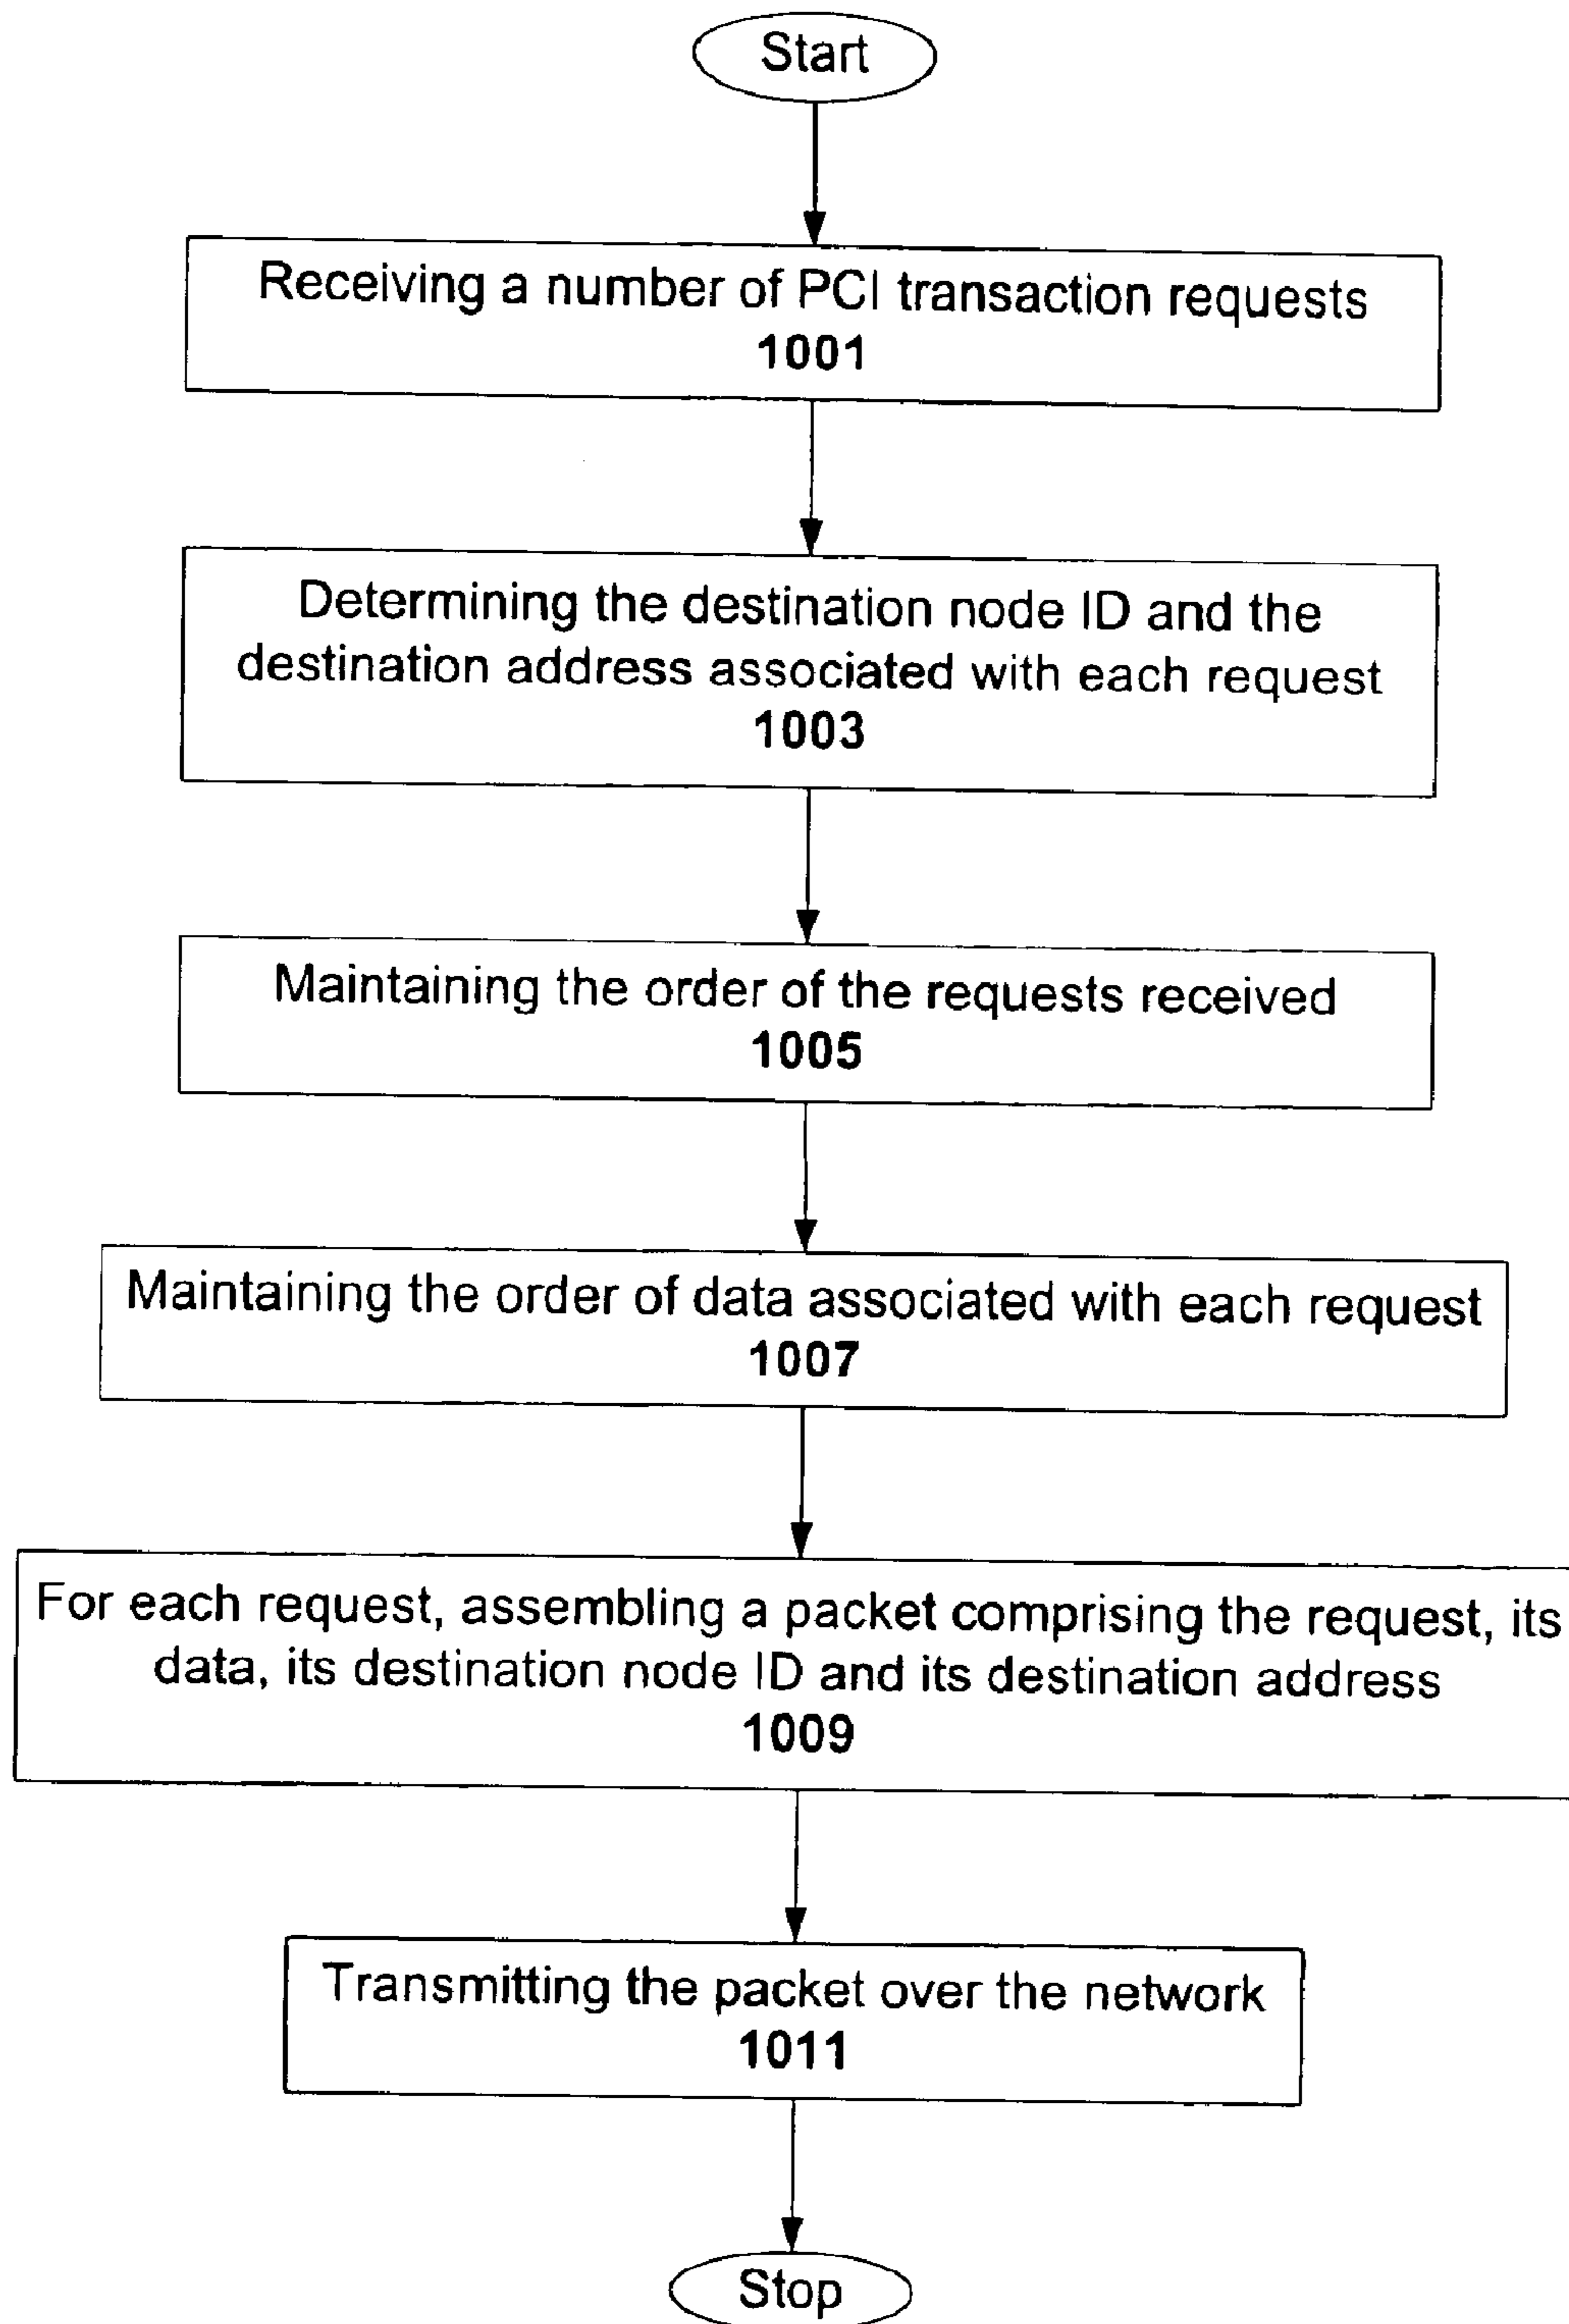 Start
Receiving a number of PCI transaction requests
1001
Determining the destination node ID and the
destination address associated with each request
1003
Maintaining the order of the requests received
1005
Maintaining the order of data associated with each request
1007
For each request, assembling a packet comprising the request, its
data, its destination node ID and its destination address
1009
Transmitting the packet over the network
1011
Stop